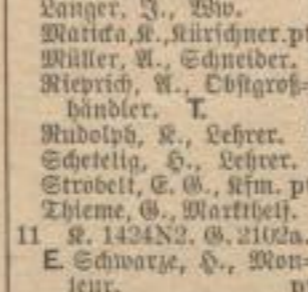 Langer, J., Ww.
Maricka, K., Kürschner. pt
Müller, A., Schneider.
Rieprich, A., Obstgroß=
händler. T.
Rudolph, K., Lehrer.
Schetelig, H., Lehrer.
Strobelt, E. G., Kfm. p
Thieme, G., Markthelf.
11 K. 1424N2. G. 2102a.
E. Schwarze, H., Mon=
teur. p